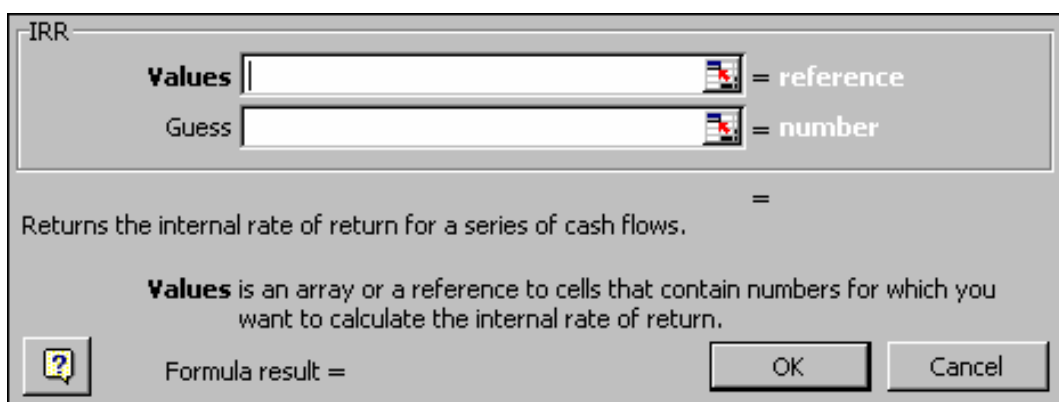 IRR
Values = reference
Guess = number
=
Returns the internal rate of return for a series of cash flows.
Values is an array or a reference to cells that contain numbers for which you
want to calculate the internal rate of return.
?
Formula result =
OK
Cancel